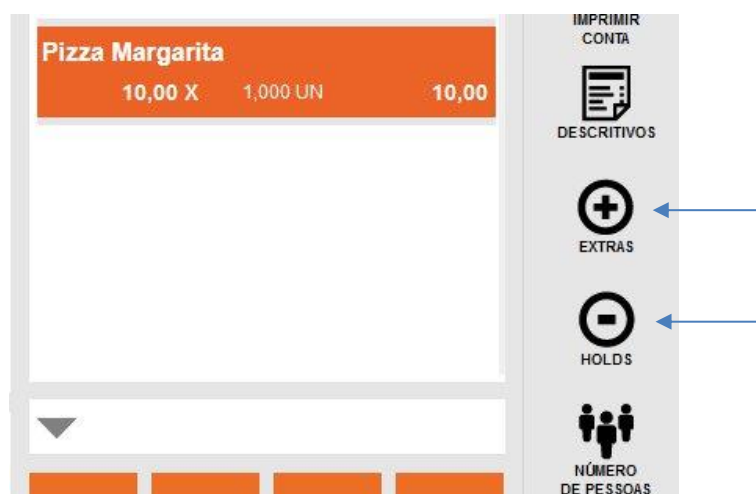 Pizza Margarita
10,00 X 1,000 UN 10,00
IMPRIMIR
CONTA
DESCRITIVOS
EXTRAS
HOLDS
NÚMERO
DE PESSOAS